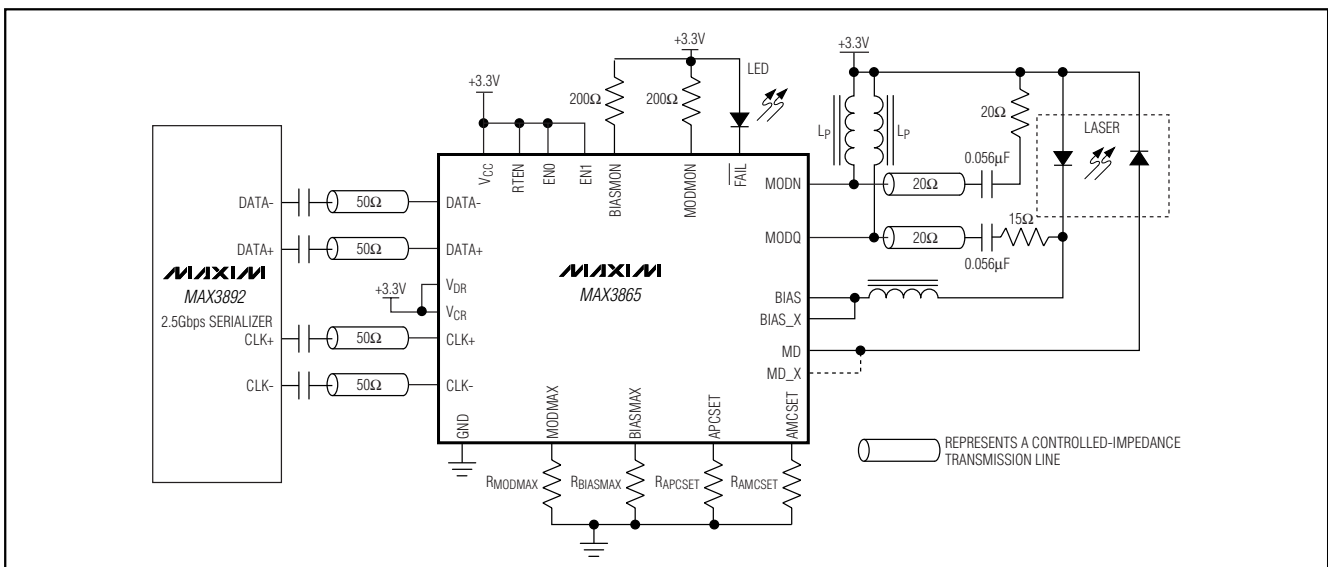 +3.3V
+3.3V
+3.3V
LED
200Ω
200Ω
LP
LP
20Ω
LASER
0.056µF
VCC
RTEN
EN0
EN1
BIASMON
MODMON
FAIL
MODN
20Ω
DATA-
50Ω
DATA-
15Ω
MODQ
20Ω
0.056µF
DATA+
50Ω
DATA+
MAXIM
MAX3892
2.5Gbps SERIALIZER
MAXIM
MAX3865
+3.3V
VDR
VCR
BIAS
BIAS_X
CLK+
50Ω
CLK+
MD
MD_X
CLK-
50Ω
CLK-
GND
MODMAX
BIASMAX
APCSET
AMCSET
RMODMAX
RBIASMAX
RAPCSET
RAMCSET
REPRESENTS A CONTROLLED-IMPEDANCE
TRANSMISSION LINE